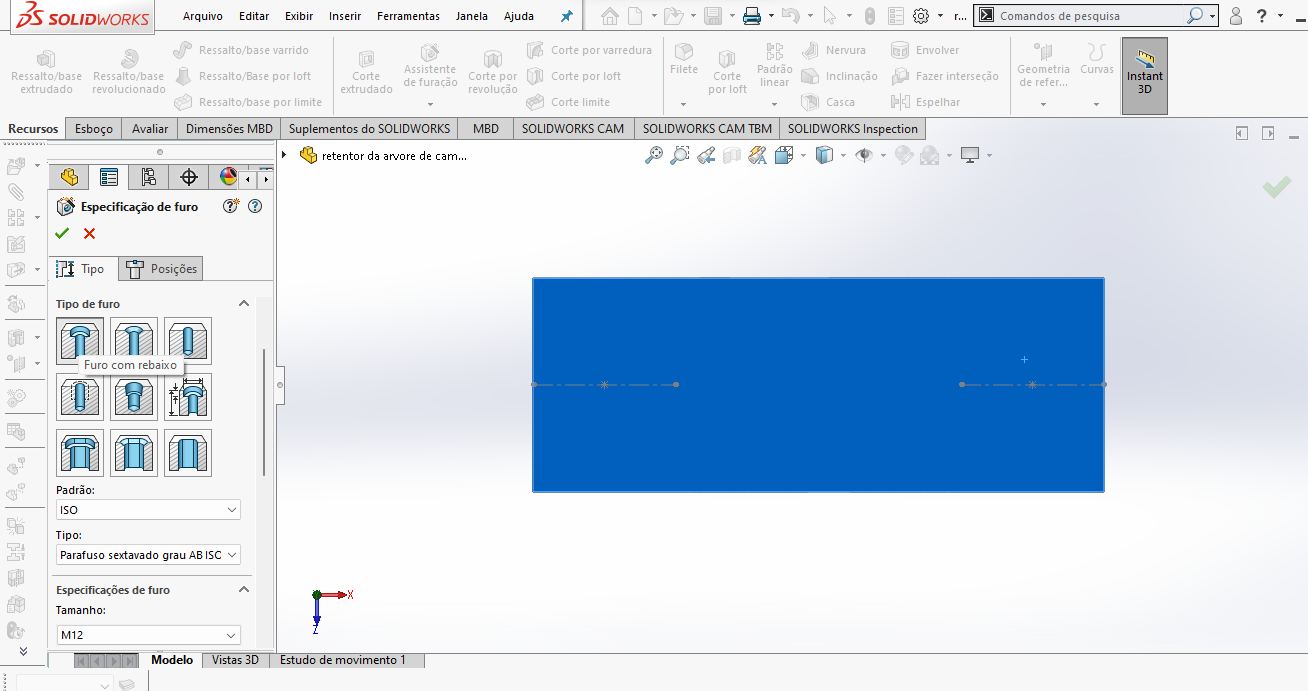 SOLIDWORKS
Arquivo Editar Exibir Inserir Ferramentas Janela Ajuda r... Comandos de pesquisa ?
Ressalto/base extrudado
Ressalto/base revolucionado
Ressalto/base varrido
Ressalto/Base por loft
Ressalto/base por limite
Corte extrudado
Assistente de furação
Corte por revolução
Corte por varredura
Corte por loft
Corte limite
Filete
Corte por loft
Padrão linear
Nervura
Inclinação
Casca
Envolver
Fazer interseção
Espelhar
Geometria de refer...
Curvas
Instant 3D
Recursos Esboço Avaliar Dimensões MBD Suplementos do SOLIDWORKS MBD SOLIDWORKS CAM SOLIDWORKS CAM TBM SOLIDWORKS Inspection
retentor da arvore de cam...
Especificação de furo
Tipo Posições
Tipo de furo
Furo com rebaixo
Padrão:
ISO
Tipo:
Parafuso sextavado grau AB ISC
Especificações de furo
Tamanho:
M12
X
Z
Modelo Vistas 3D Estudo de movimento 1